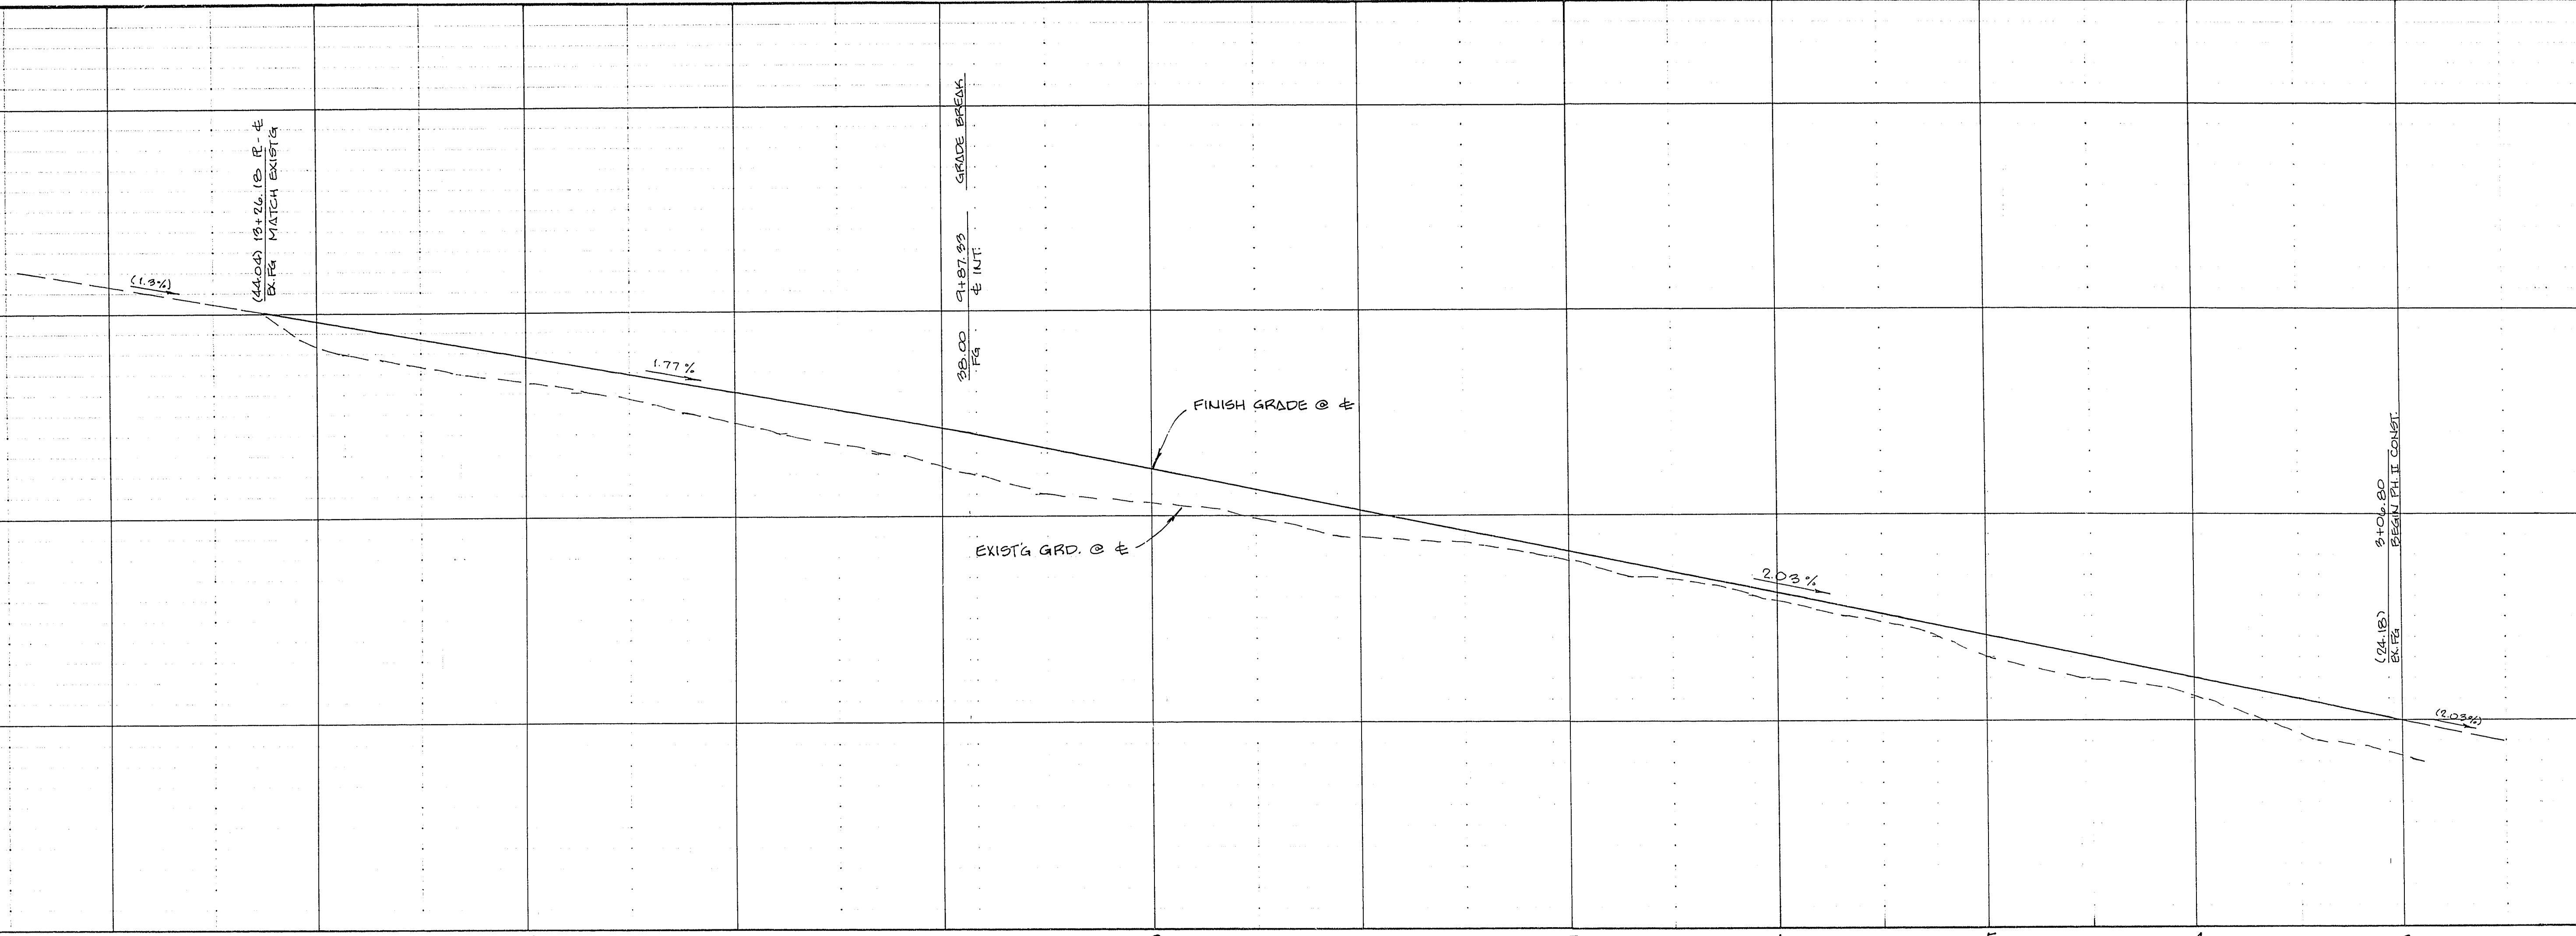 (1.3%)
(44.04) 13+26.18 PL - ℄
EX.FG MATCH EXIST'G
1.77%
38.00 9+87.33 GRADE BREAK
FG ℄ INT.
FINISH GRADE @ ℄
EXIST'G GRD. @ ℄
2.03%
(24.18) 3+06.80
EX.FG BEGIN PH. II CONST.
(2.03%)